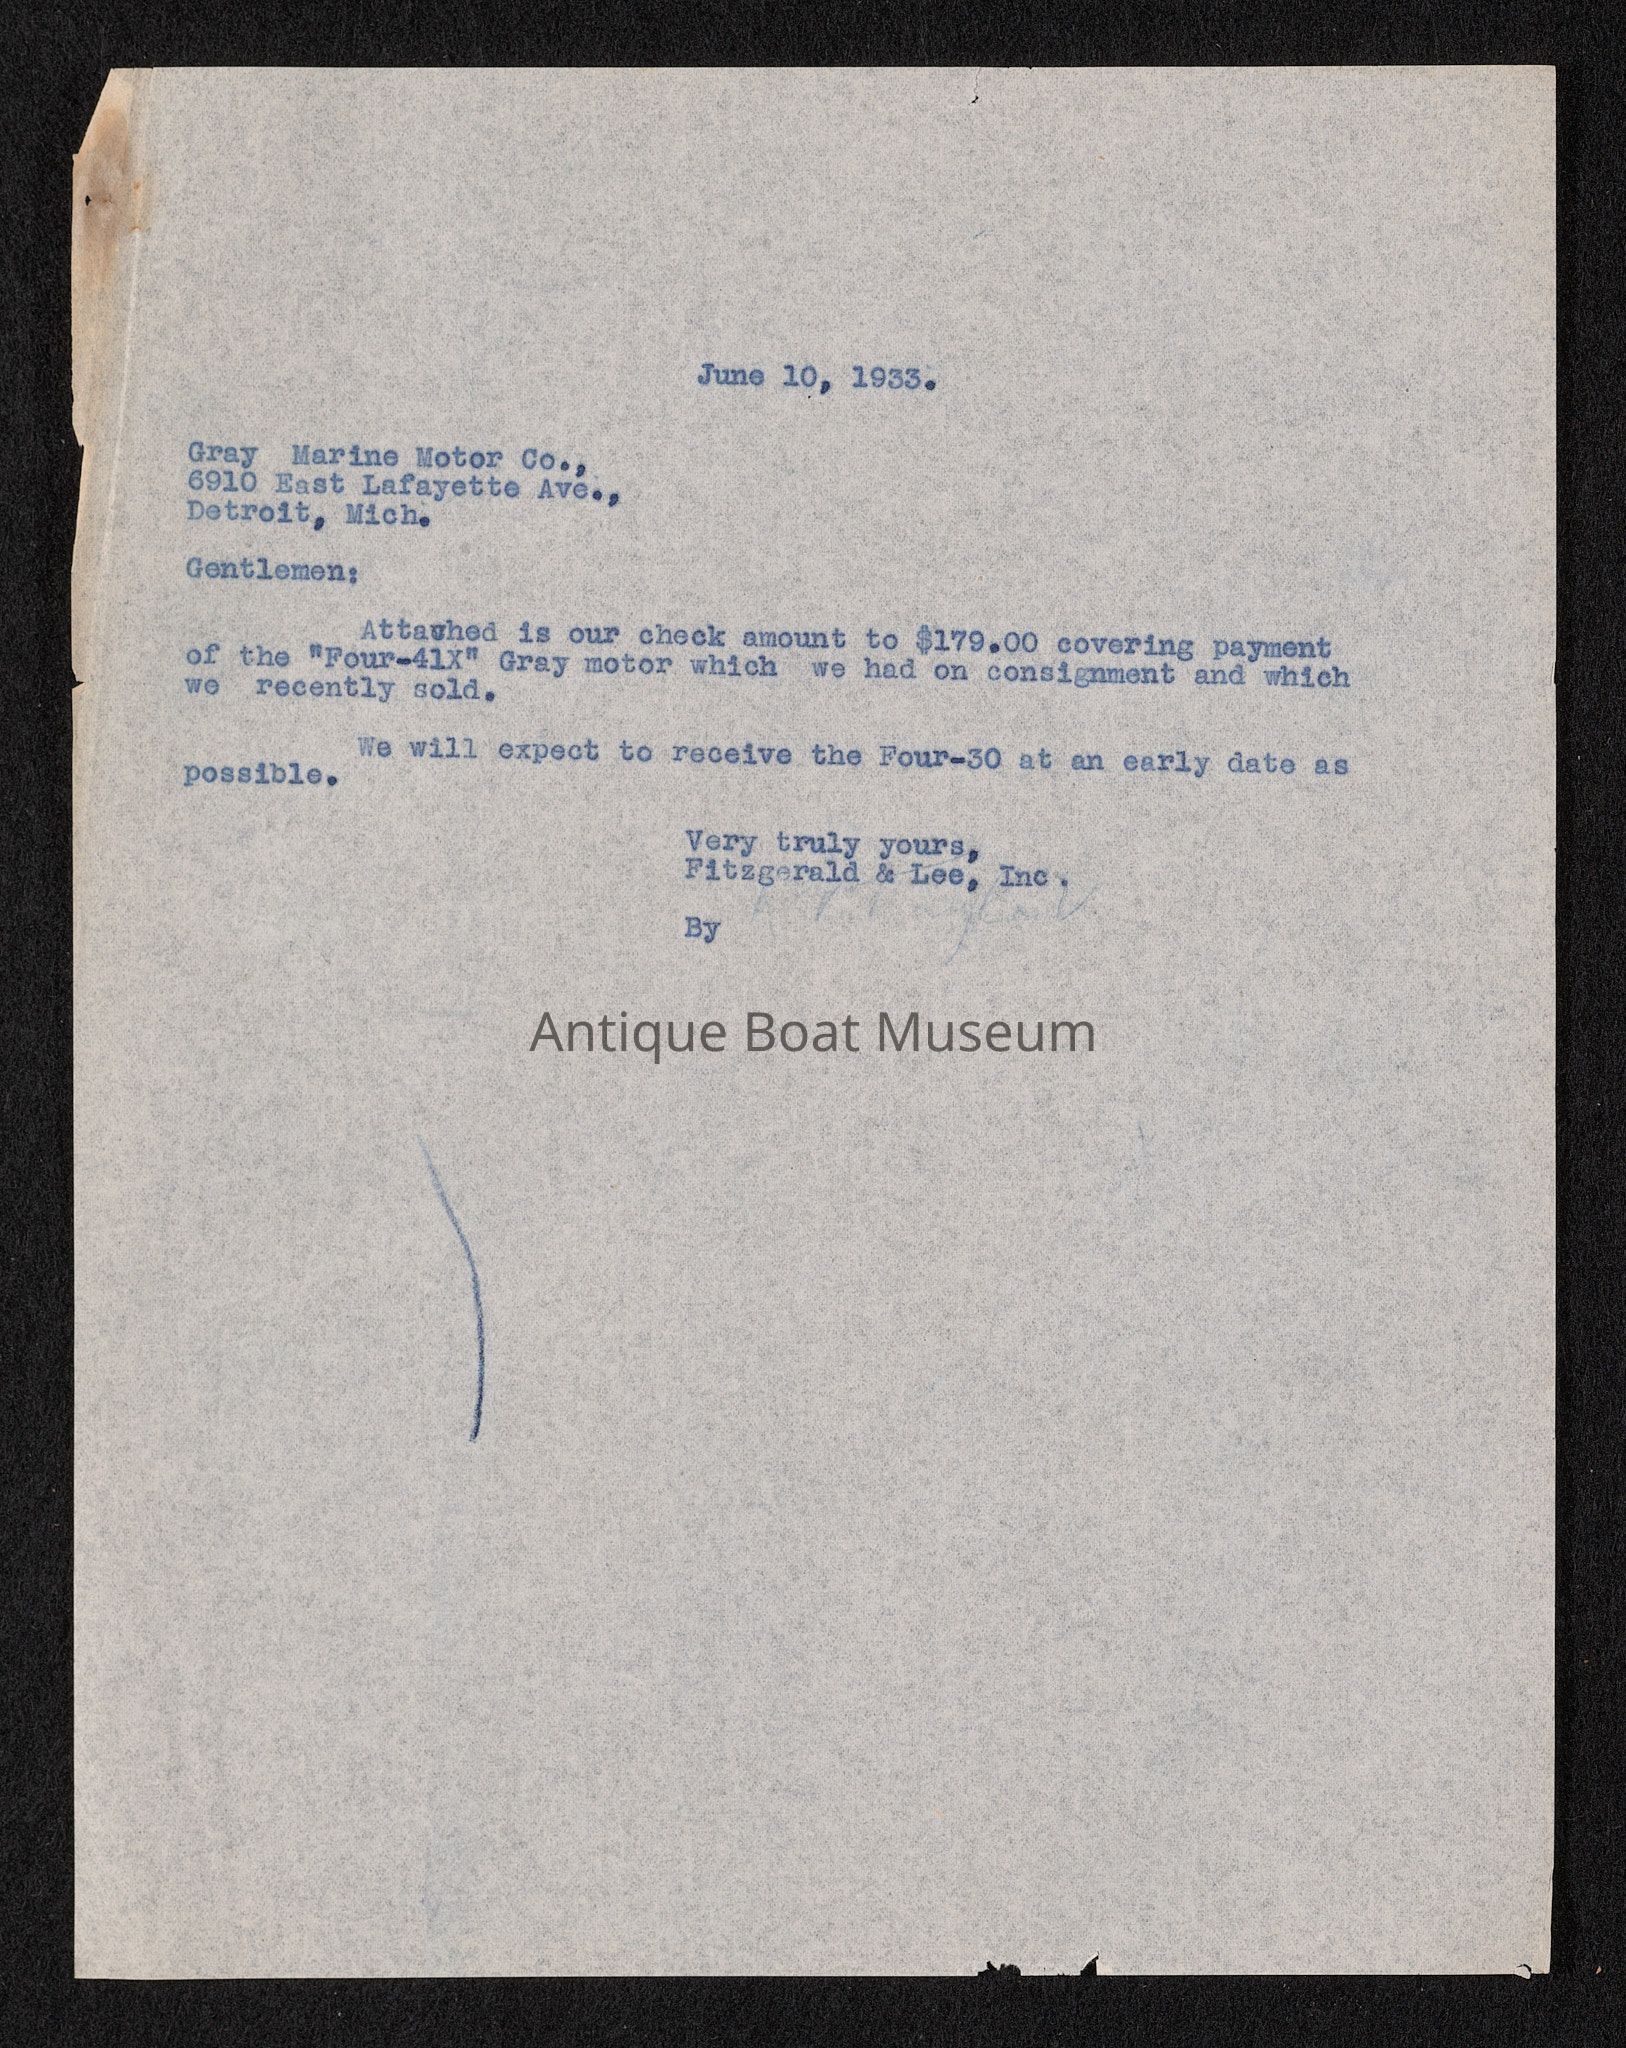 June 10, 1933.
Gray Marine Motor Co.,
6910 East Lafayette Ave.,
Detroit, Mich.
Gentlemen:
Attached is our check amount to $179.00 covering payment
of the "Four-41X" Gray motor which we had on consignment and which
we recently sold.
We will expect to receive the Four-30 at an early date as
possible.
Very truly yours,
Fitzgerald & Lee, Inc.
By
Antique Boat Museum